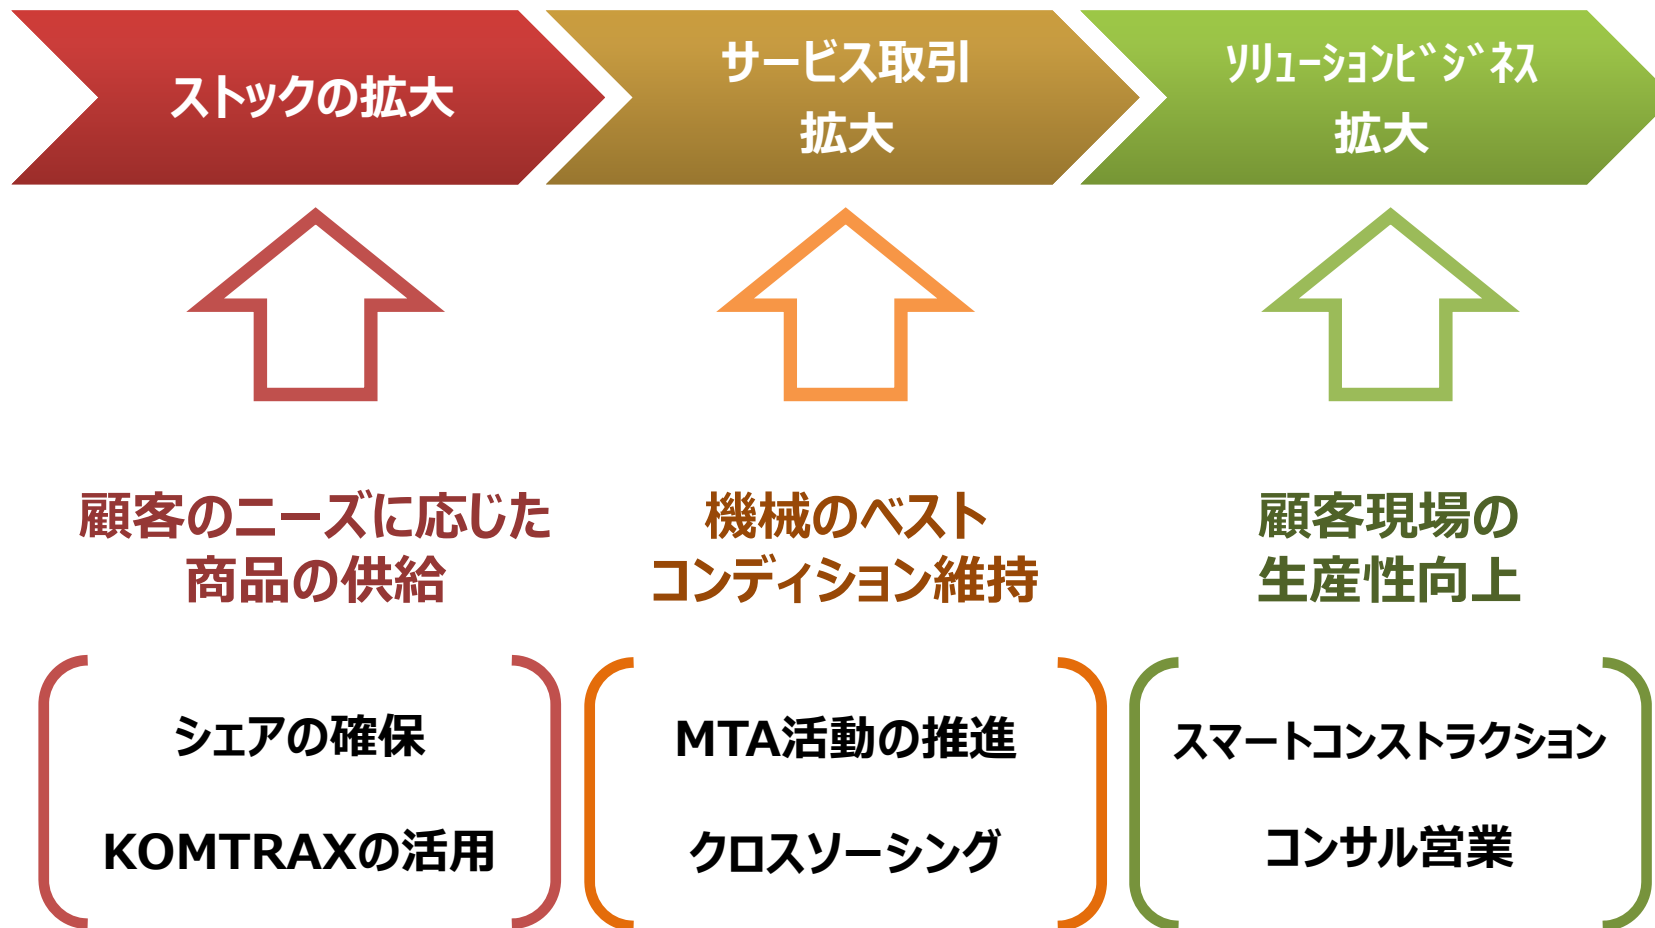 ストックの拡大
サービス取引
拡大
ｿﾘｭｰｼｮﾝﾋﾞｼﾞﾈｽ
拡大
顧客のニーズに応じた
商品の供給
機械のベスト
コンディション維持
顧客現場の
生産性向上
シェアの確保
KOMTRAXの活用
MTA活動の推進
クロスソーシング
スマートコンストラクション
コンサル営業